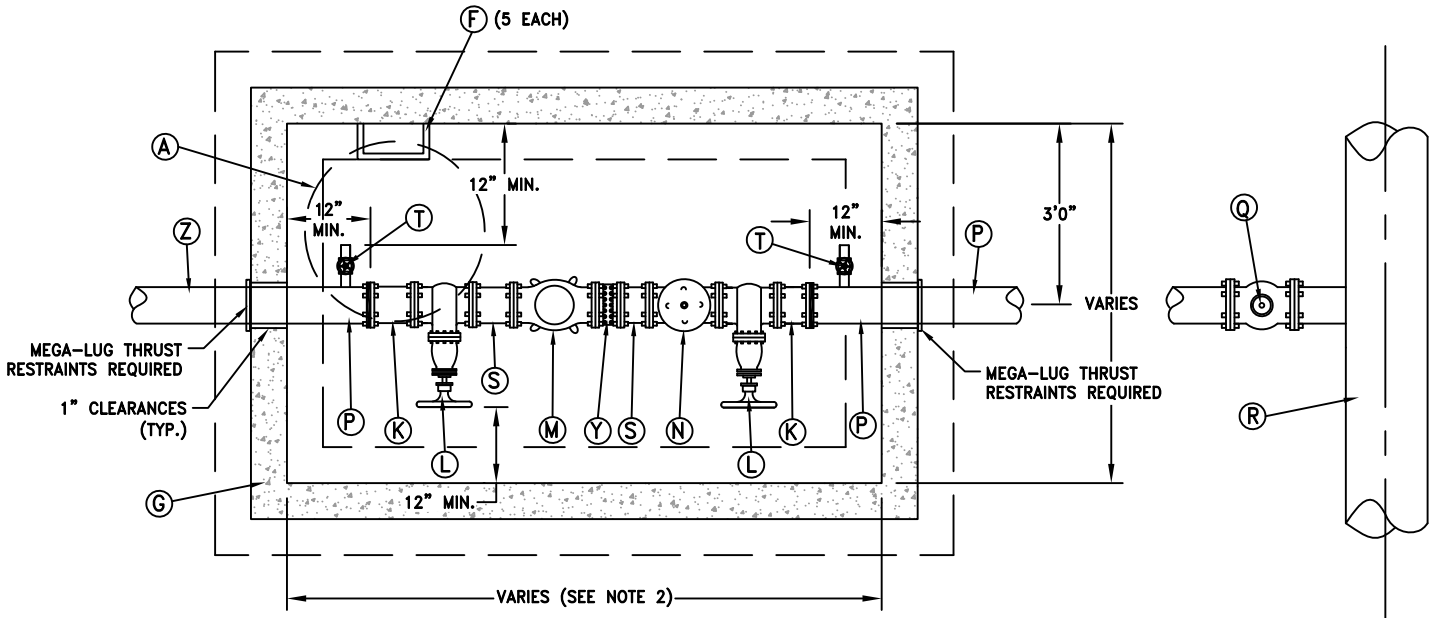 F (5 EACH)
A
12" MIN.
12"
MIN.
T
Z
12"
MIN.
T
3'0"
P
Q
VARIES
MEGA-LUG THRUST
RESTRAINTS REQUIRED
1" CLEARANCES
(TYP.)
P
K
S
L
M
Y
S
N
L
K
P
MEGA-LUG THRUST
RESTRAINTS REQUIRED
R
G
12" MIN.
VARIES (SEE NOTE 2)